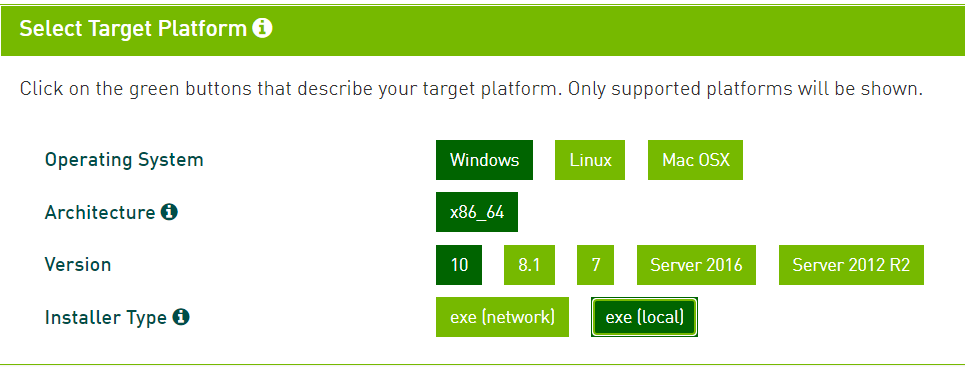 Select Target Platform
Click on the green buttons that describe your target platform. Only supported platforms will be shown.
Operating System Windows Linux Mac OSX
Architecture x86_64
Version 10 8.1 7 Server 2016 Server 2012 R2
Installer Type exe (network) exe (local)